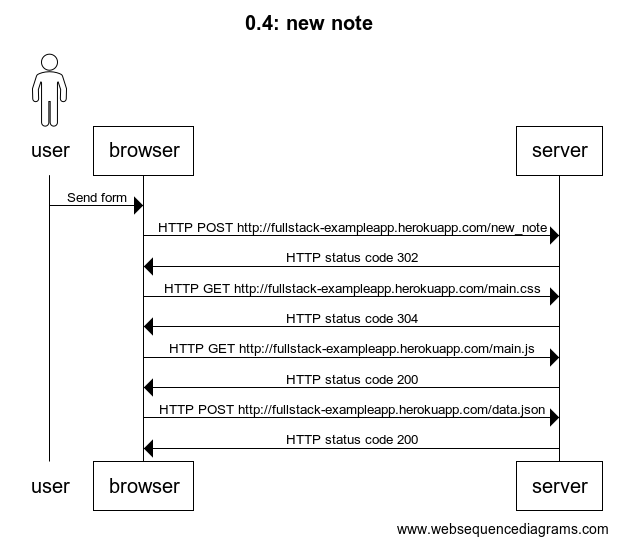 0.4: new note
user
browser
server
Send form
HTTP POST http://fullstack-exampleapp.herokuapp.com/new_note
HTTP status code 302
HTTP GET http://fullstack-exampleapp.herokuapp.com/main.css
HTTP status code 304
HTTP GET http://fullstack-exampleapp.herokuapp.com/main.js
HTTP status code 200
HTTP POST http://fullstack-exampleapp.herokuapp.com/data.json
HTTP status code 200
user
browser
server
www.websequencediagrams.com